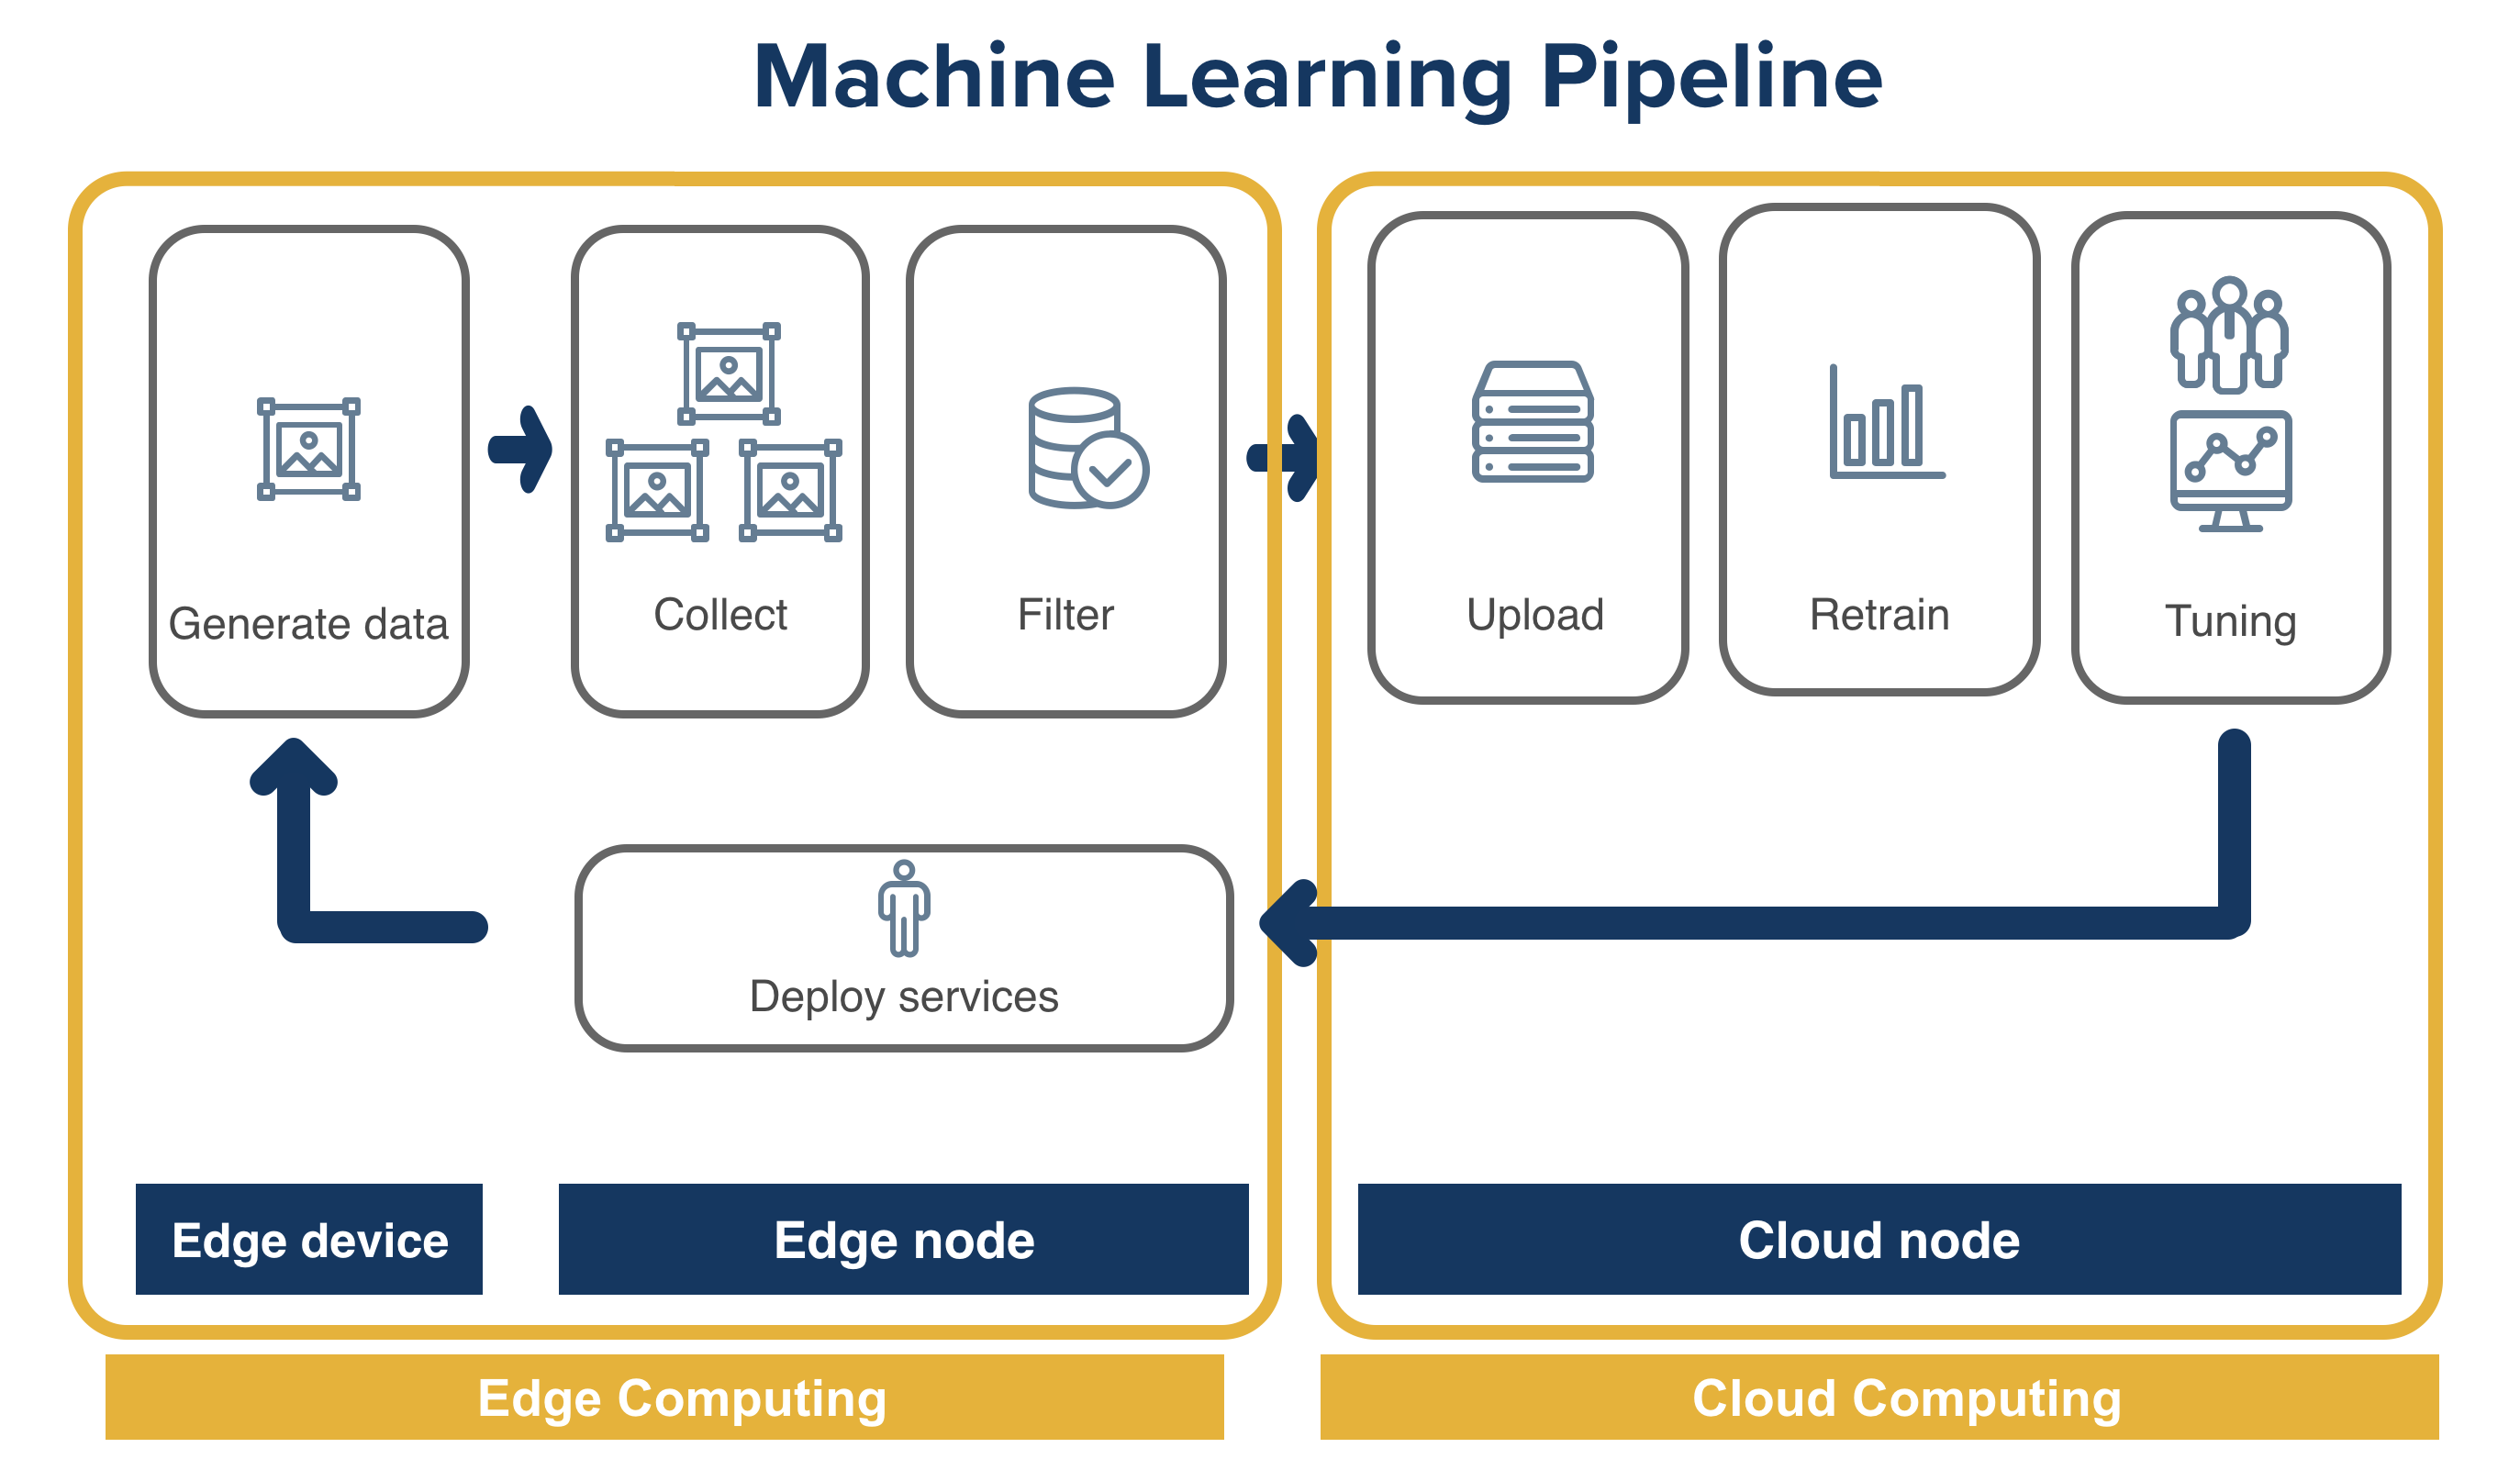 Machine Learning Pipeline
Generate data
Collect
Filter
Upload
Retrain
Tuning
Deploy services
Edge device
Edge node
Cloud node
Edge Computing
Cloud Computing